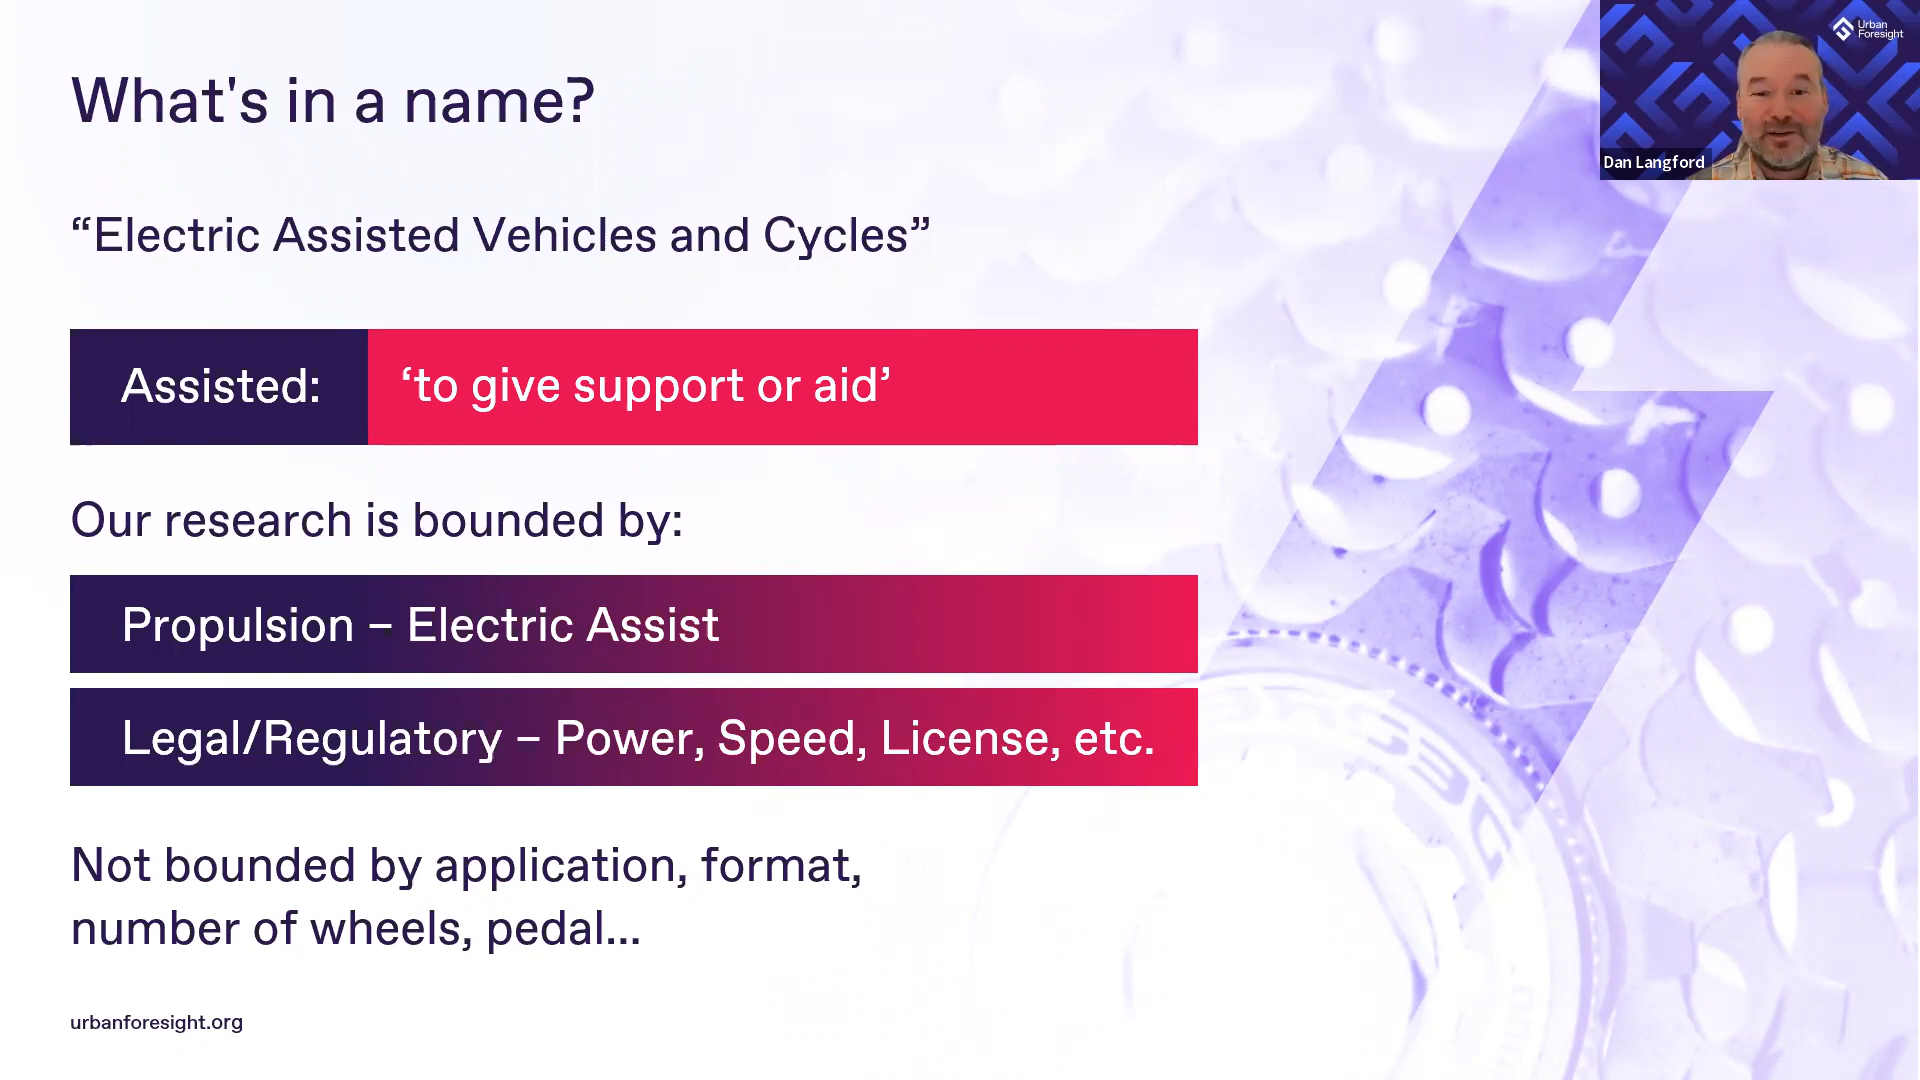 What's in a name?
Urban
Foresight
Dan Langford
“Electric Assisted Vehicles and Cycles”
Assisted: ‘to give support or aid’
Our research is bounded by:
Propulsion – Electric Assist
Legal/Regulatory – Power, Speed, License, etc.
Not bounded by application, format,
number of wheels, pedal...
urbanforesight.org